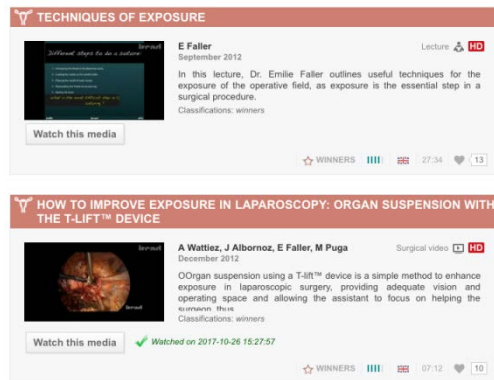 TECHNIQUES OF EXPOSURE
E Faller
Lecture HD
September 2012
In this lecture, Dr. Emilie Faller outlines useful techniques for the
exposure of the operative field, as exposure is the essential step in a
surgical procedure.
Classifications: winners
Different steps to do a suture
Watch this media
WINNERS 27:34 13
HOW TO IMPROVE EXPOSURE IN LAPAROSCOPY: ORGAN SUSPENSION WITH
THE T-LIFT™ DEVICE
A Wattiez, J Albornoz, E Faller, M Puga
Surgical video HD
December 2012
OOrgan suspension using a T-lift™ device is a simple method to enhance
exposure in laparoscopic surgery, providing adequate vision and
operating space and allowing the assistant to focus on helping the
surgeon, thus
Classifications: winners
Watch this media
Watched on 2017-10-26 15:27:57
WINNERS 07:12 10